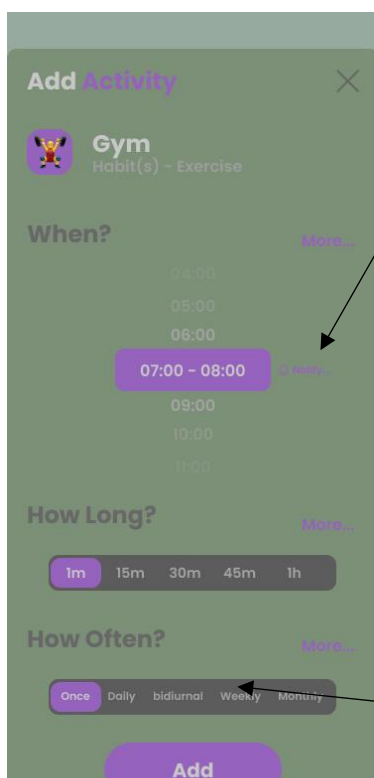 Add Activity
Gym
Habit(s) - Exercise
When?
More...
04:00
05:00
06:00
07:00 - 08:00
Notify...
09:00
10:00
11:00
How Long?
More...
1m 15m 30m 45m 1h
How Often?
More...
Once Daily bidiurnal Weekly Monthly
Add